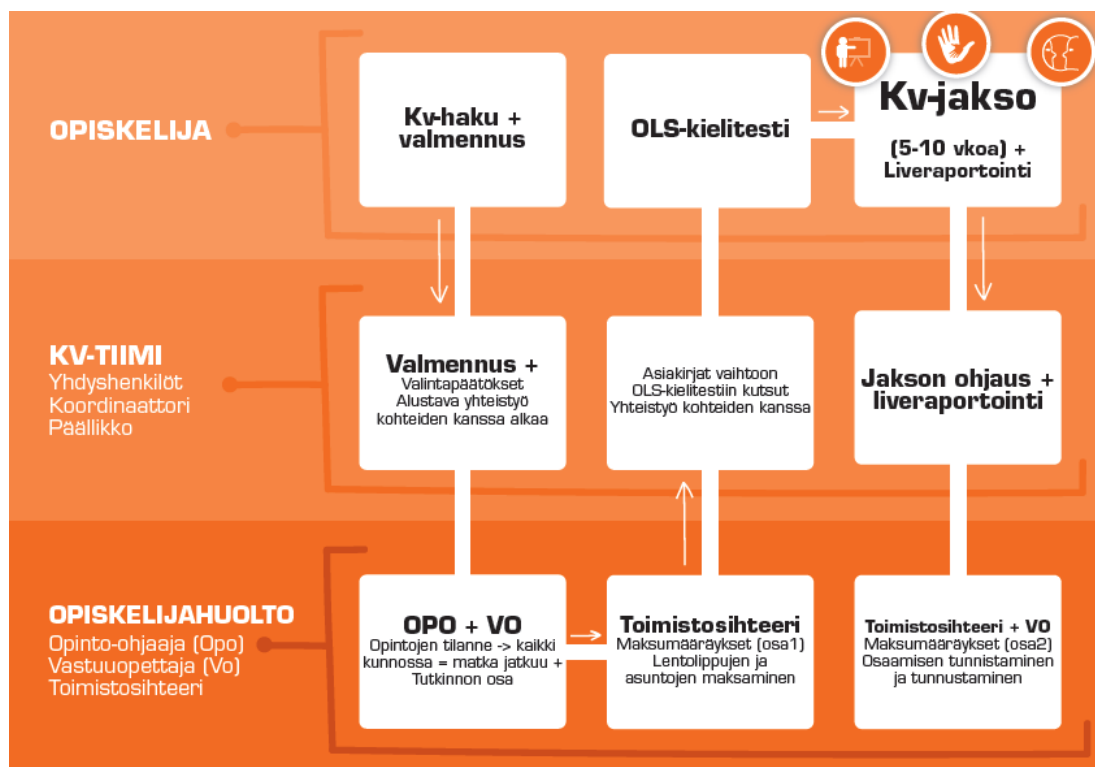 OPISKELIJA
Kv-haku +
valmennus
OLS-kielitesti
Kv-jakso
(5-10 vkoa) +
Liveraportointi
KV-TIIMI
Yhdyshenkilöt
Koordinaattori
Päällikko
Valmennus +
Valintapäätökset
Alustava yhteistyö
kohteiden kanssa alkaa
Asiakirjat vaihtoon
OLS-kielitestiin kutsut
Yhteistyö kohteiden kanssa
Jakson ohjaus +
liveraportointi
OPISKELIJAHUOLTO
Opinto-ohjaaja (Opo)
Vastuuopettaja (Vo)
Toimistosihteeri
OPO + VO
Opintojen tilanne -> kaikki
kunnossa = matka jatkuu +
Tutkinnon osa
Toimistosihteeri
Maksumääräykset (osa1)
Lentolippujen ja
asuntojen maksaminen
Toimistosihteeri + VO
Maksumääräykset (osa2)
Osaamisen tunnistaminen
ja tunnustaminen